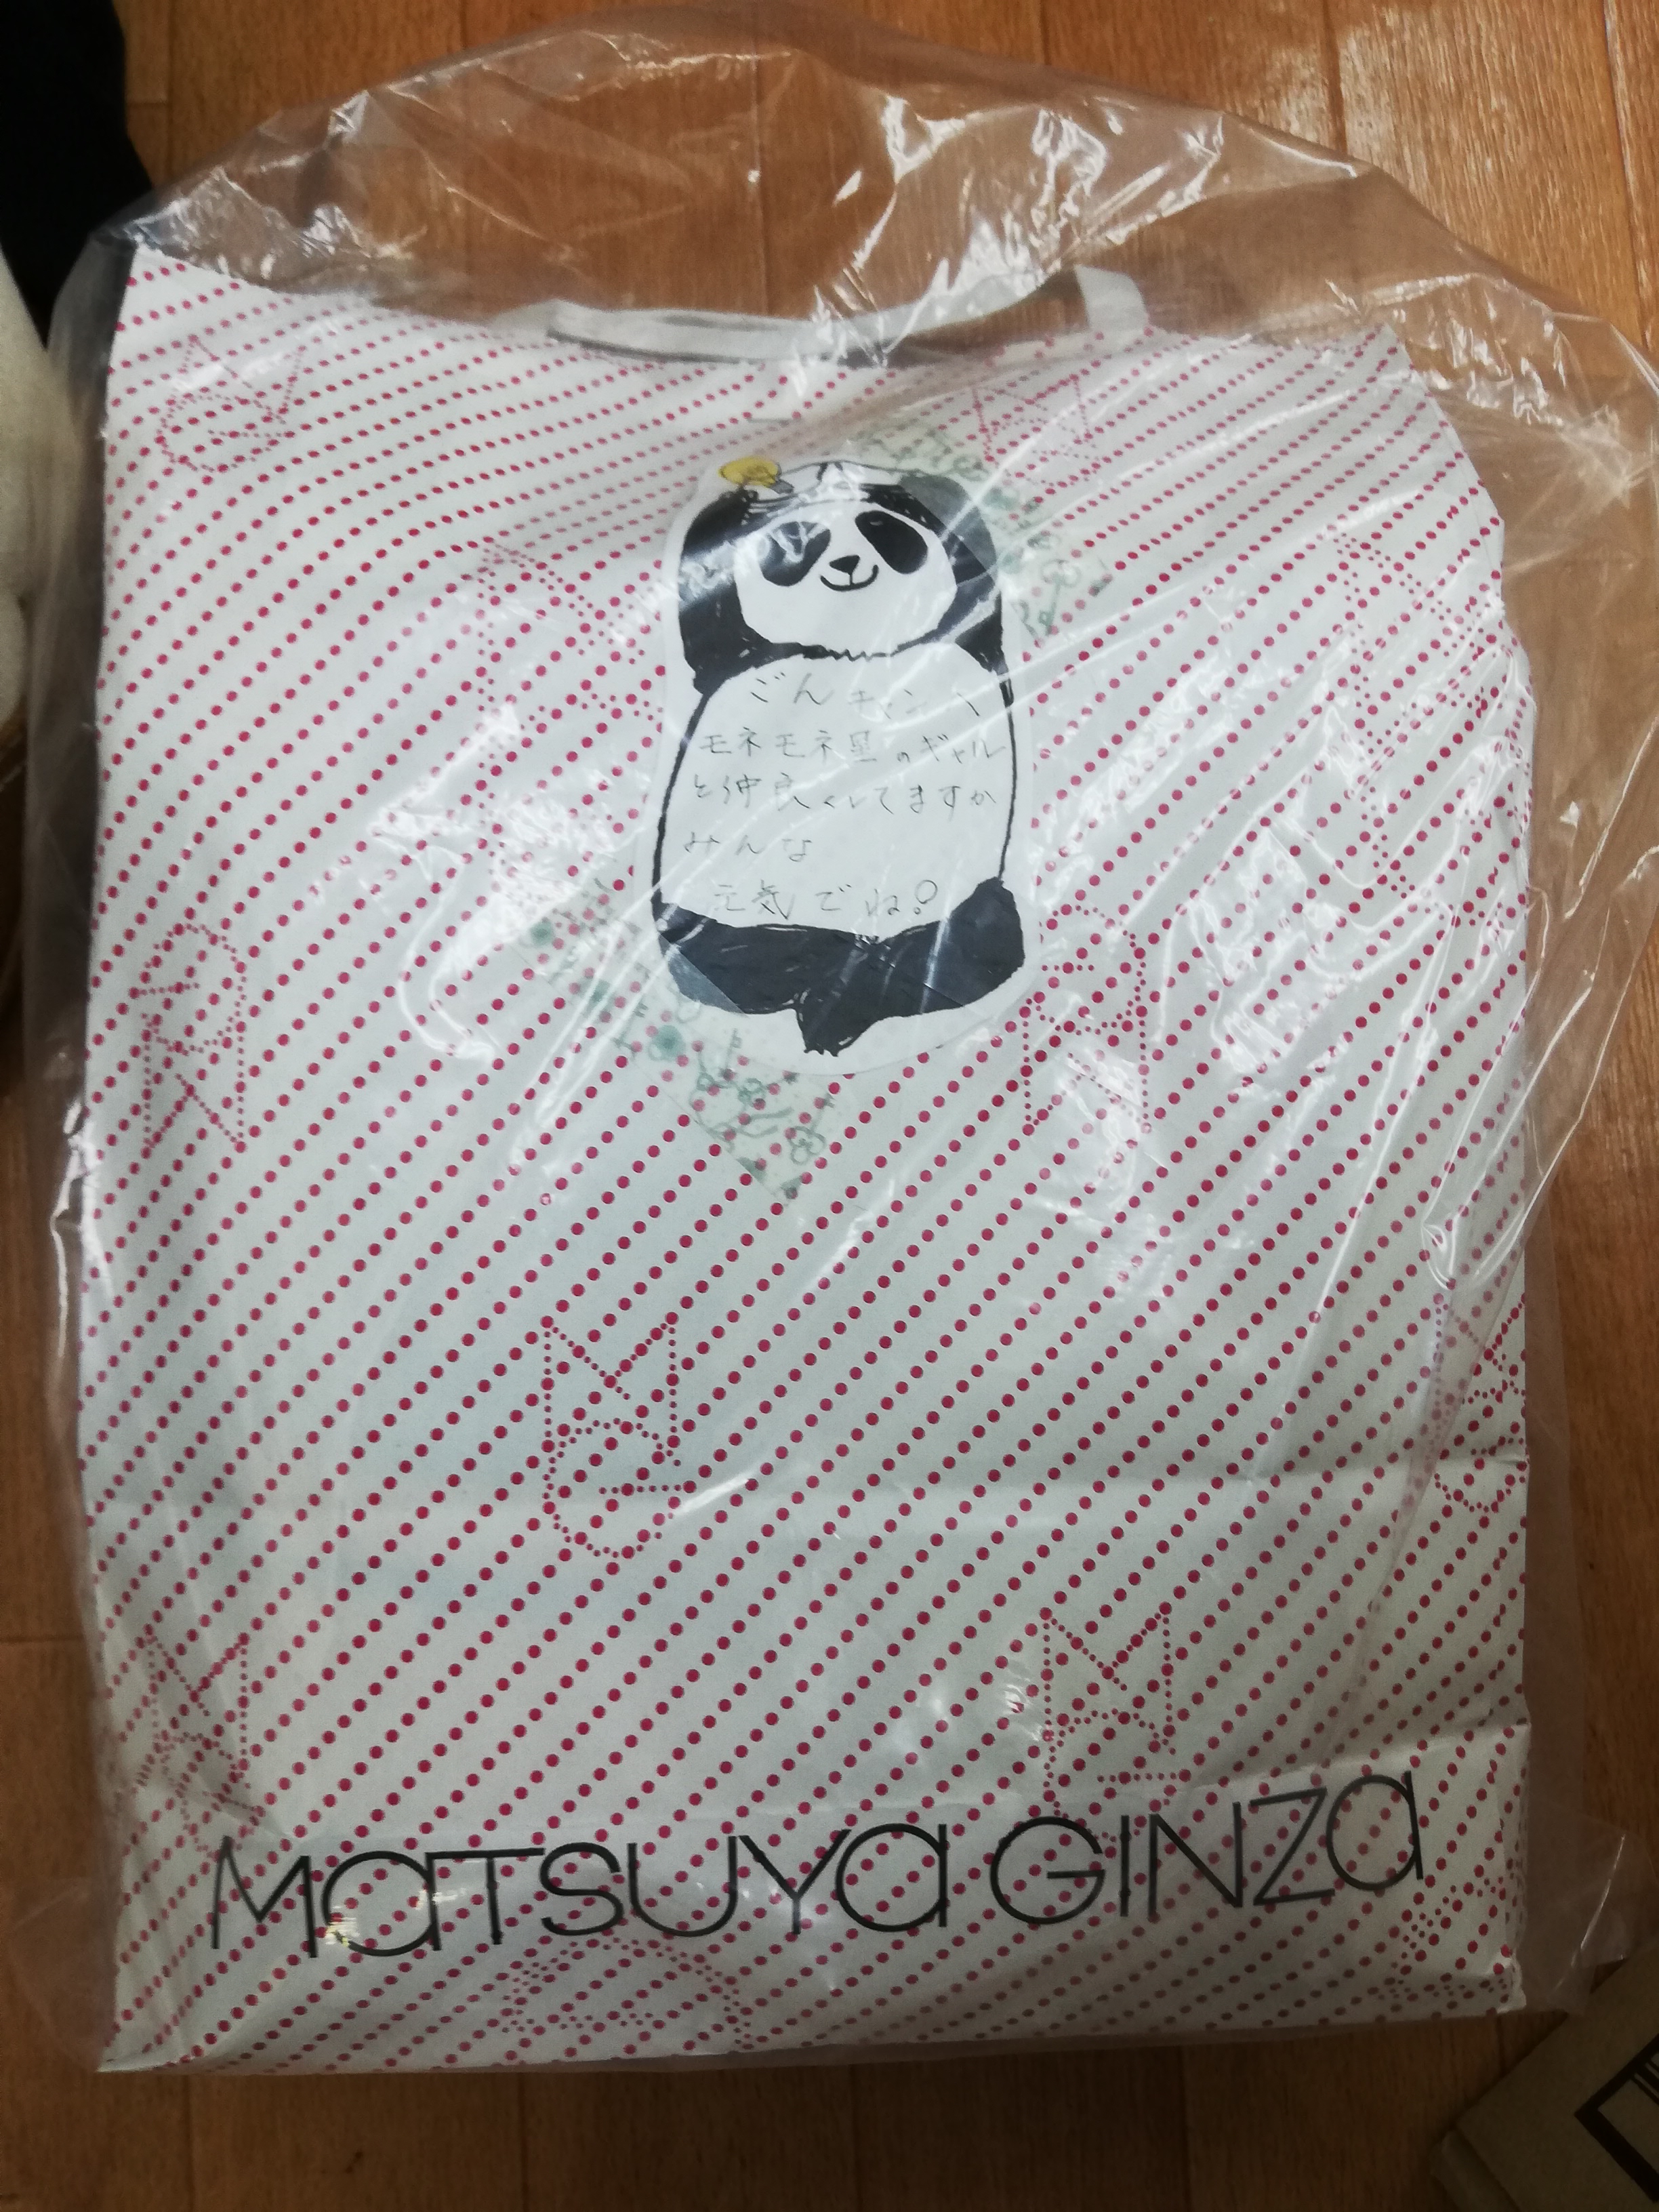 ごんキャン、
モネモネ星のギャル
と仲良くしてますか
みんな
元気でね!
MATSUYA GINZA